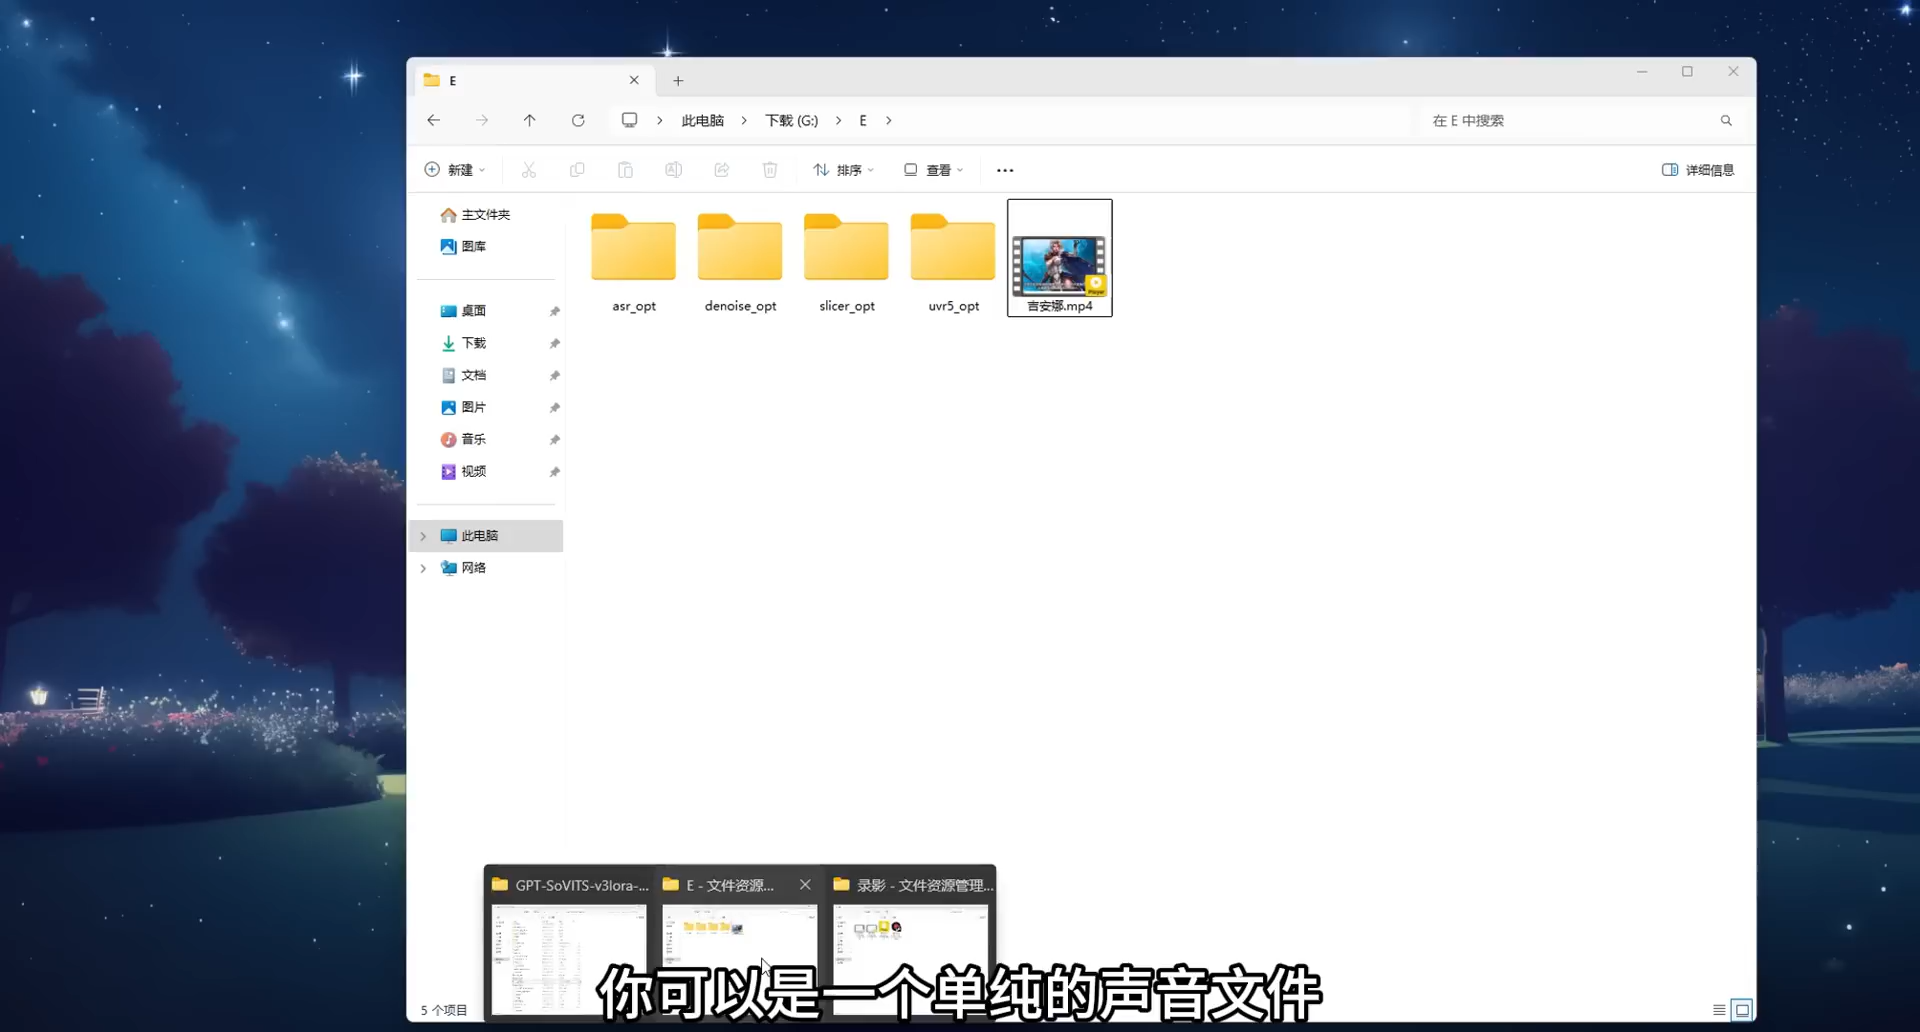 E
此电脑
下载 (G:)
E
在 E 中搜索
新建
排序
查看
详细信息
主文件夹
图库
桌面
下载
文档
图片
音乐
视频
此电脑
网络
asr_opt
denoise_opt
slicer_opt
uvr5_opt
吉安娜.mp4
GPT-SoVITS-v3lora-...
E - 文件资源...
录影 - 文件资源管理...
你可以是一个单纯的声音文件
5 个项目